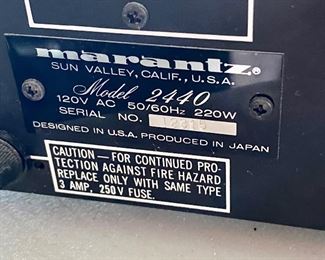 marantz.
SUN VALLEY, CALIF., U.S.A.
Model 2440
120V AC 50/60Hz 220W
SERIAL NO.
DESIGNED IN U.S.A. PRODUCED IN JAPAN
CAUTION — FOR CONTINUED PRO-
TECTION AGAINST FIRE HAZARD
REPLACE ONLY WITH SAME TYPE
3 AMP, 250V FUSE.